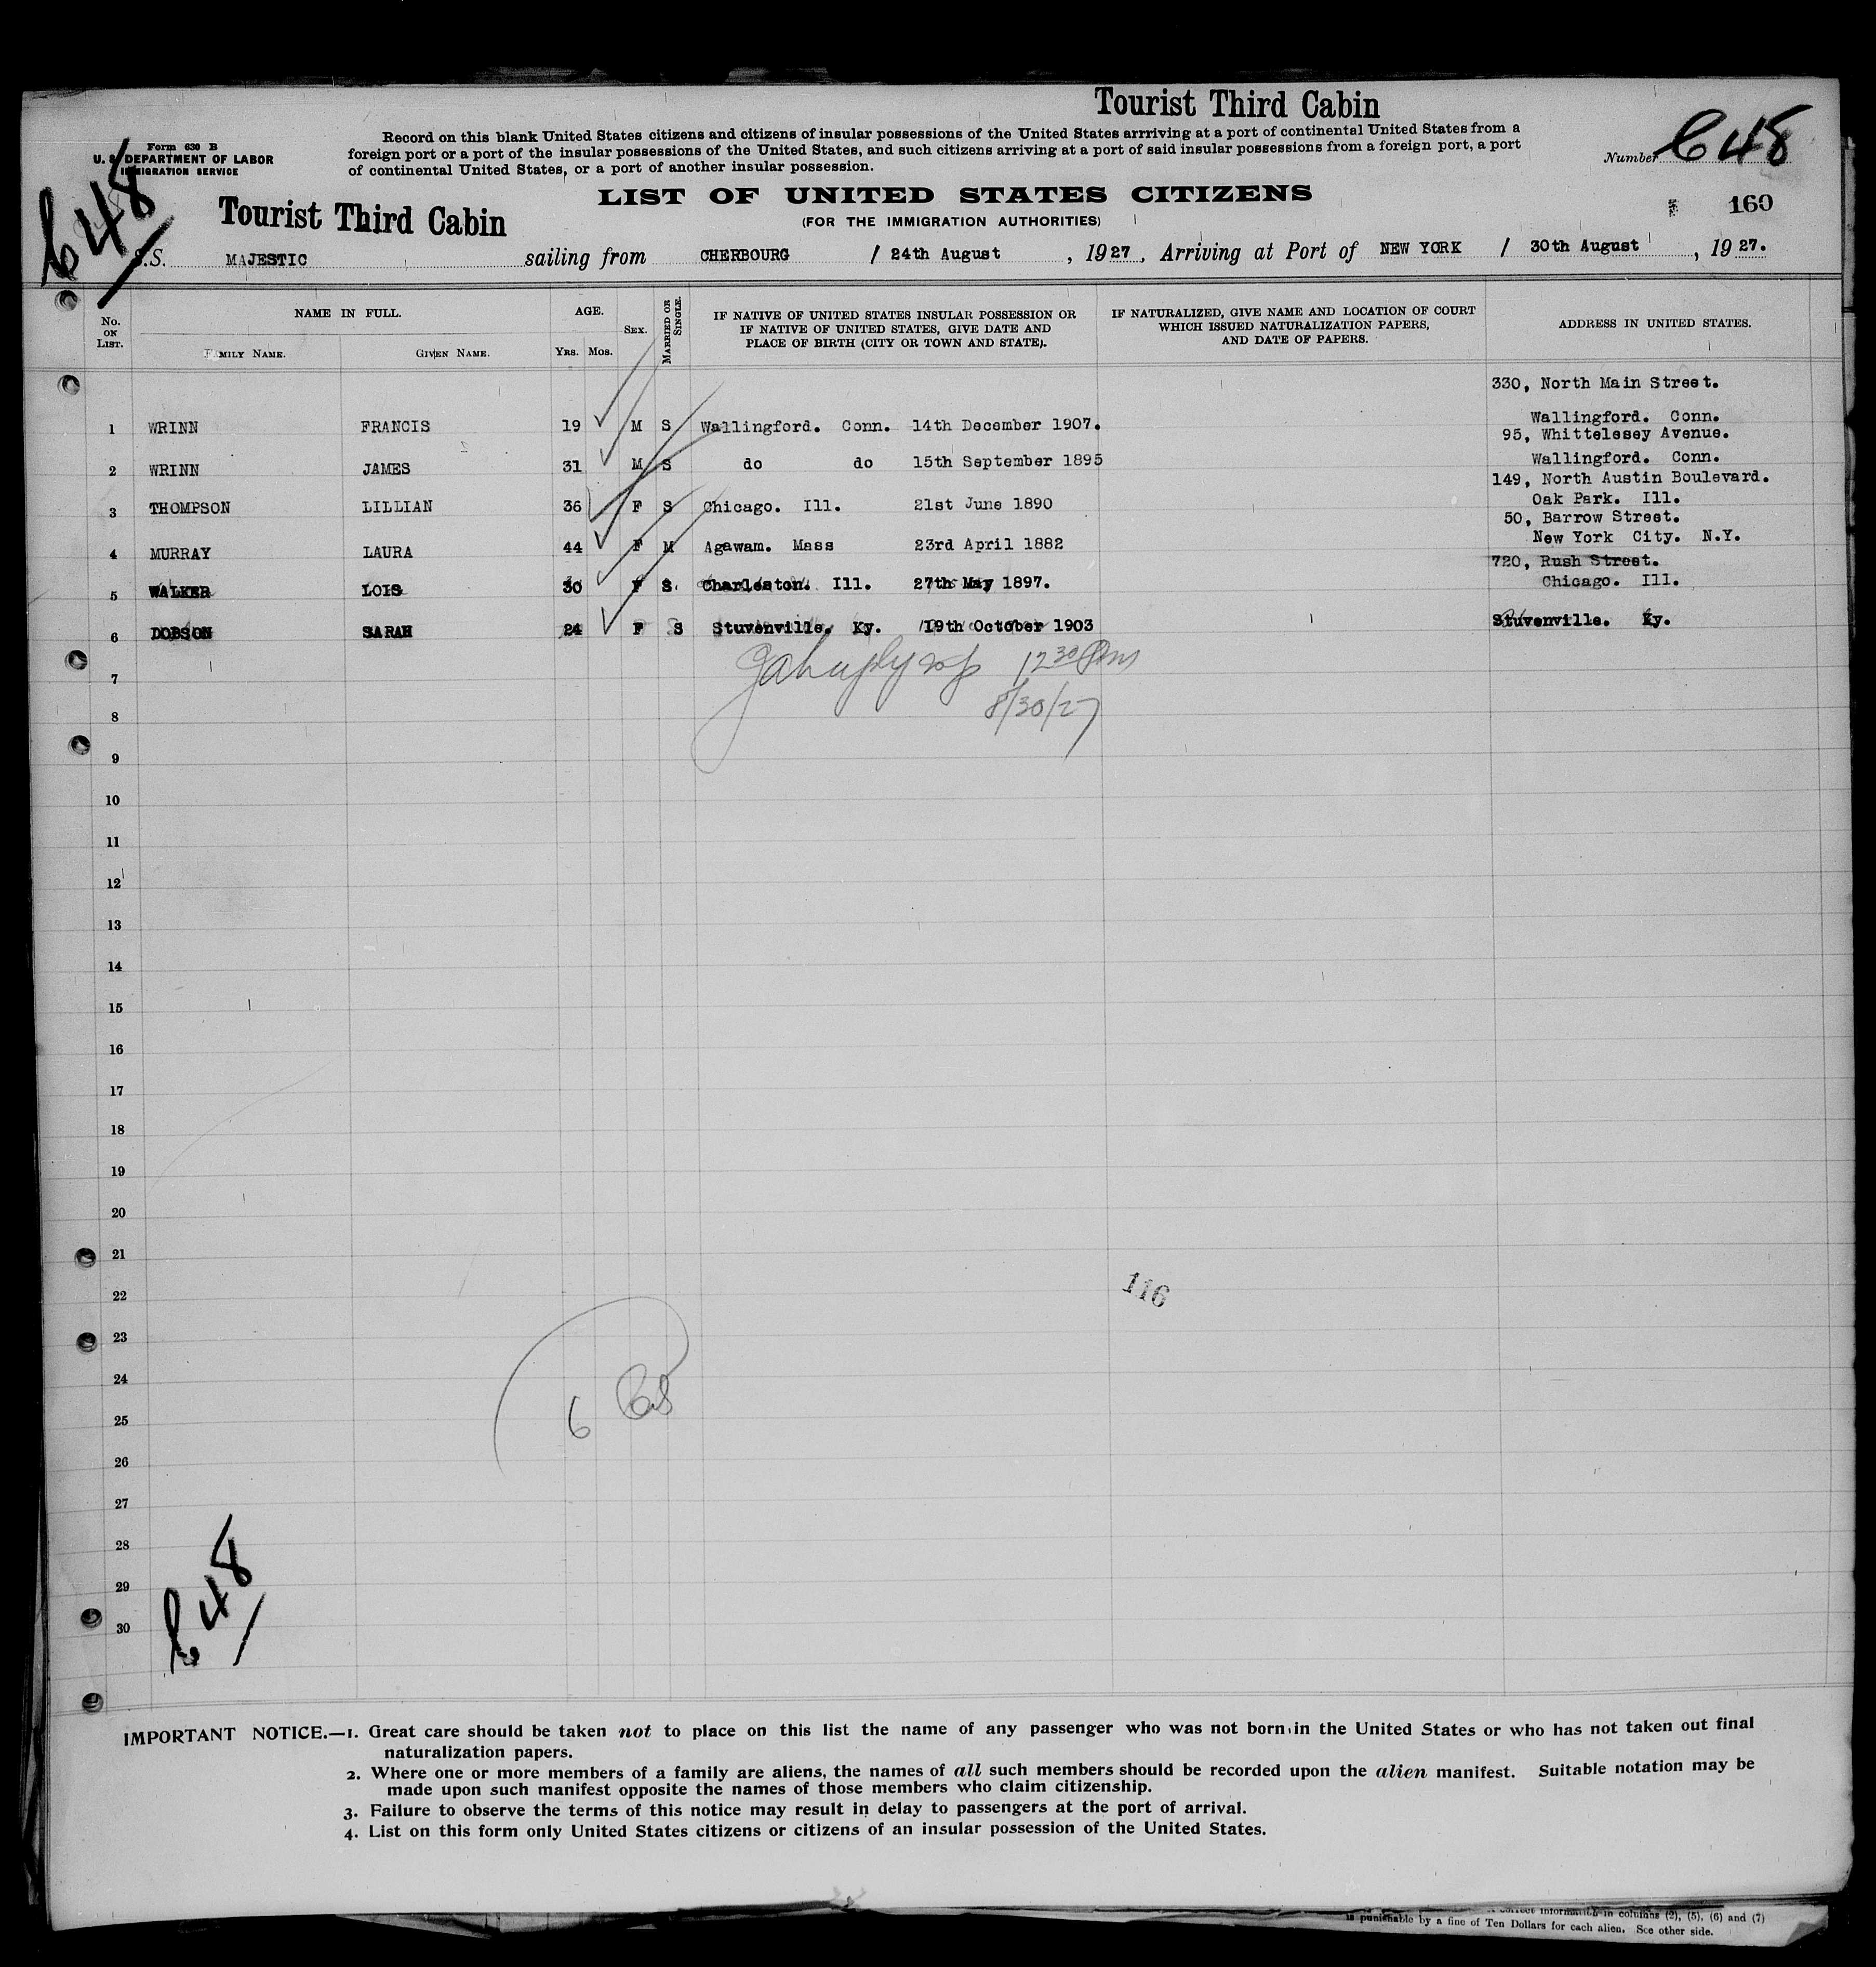 Tourist Third Cabin
Form 630 B
U. S. DEPARTMENT OF LABOR
IMMIGRATION SERVICE
Record on this blank United States citizens and citizens of insular possessions of the United States arrriving at a port of continental United States from a
foreign port or a port of the insular possessions of the United States, and such citizens arriving at a port of said insular possessions from a foreign port, a port
of continental United States, or a port of another insular possession.
Number 648
648
LIST OF UNITED STATES CITIZENS
(FOR THE IMMIGRATION AUTHORITIES)
160
Tourist Third Cabin
S.S. MAJESTIC sailing from CHERBOURG / 24th August, 1927, Arriving at Port of NEW YORK / 30th August, 1927.
No. ON LIST. NAME IN FULL. FAMILY NAME. GIVEN NAME. AGE. YRS. MOS. SEX. MARRIED OR SINGLE. IF NATIVE OF UNITED STATES INSULAR POSSESSION OR IF NATIVE OF UNITED STATES, GIVE DATE AND PLACE OF BIRTH (CITY OR TOWN AND STATE). IF NATURALIZED, GIVE NAME AND LOCATION OF COURT WHICH ISSUED NATURALIZATION PAPERS, AND DATE OF PAPERS. ADDRESS IN UNITED STATES.
330, North Main Street.
1 WRINN FRANCIS 19 M S Wallingford. Conn. 14th December 1907. Wallingford. Conn.
95, Whittelesey Avenue.
2 WRINN JAMES 31 M S do do 15th September 1895 Wallingford. Conn.
149, North Austin Boulevard.
3 THOMPSON LILLIAN 36 F S Chicago. Ill. 21st June 1890 Oak Park. Ill.
50, Barrow Street.
4 MURRAY LAURA 44 F M Agawam. Mass 23rd April 1882 New York City. N.Y.
720, Rush Street.
5 WALKER LOIS 30 F S. Charleston. Ill. 27th May 1897. Chicago. Ill.
6 DOBSON SARAH 24 F S Stuvenville. Ky. 19th October 1903 Stuvenville. Ky.
7 12 30 Pm
8 8/30/27
9
10
11
12
13
14
15
16
17
18
19
20
21
22 116
23
24
25 6
26
27
28
29
30
648
IMPORTANT NOTICE.—1. Great care should be taken not to place on this list the name of any passenger who was not born in the United States or who has not taken out final
naturalization papers.
2. Where one or more members of a family are aliens, the names of all such members should be recorded upon the alien manifest. Suitable notation may be
made upon such manifest opposite the names of those members who claim citizenship.
3. Failure to observe the terms of this notice may result in delay to passengers at the port of arrival.
4. List on this form only United States citizens or citizens of an insular possession of the United States.
correct information in columns (2), (5), (6) and (7)
is punishable by a fine of Ten Dollars for each alien. See other side.